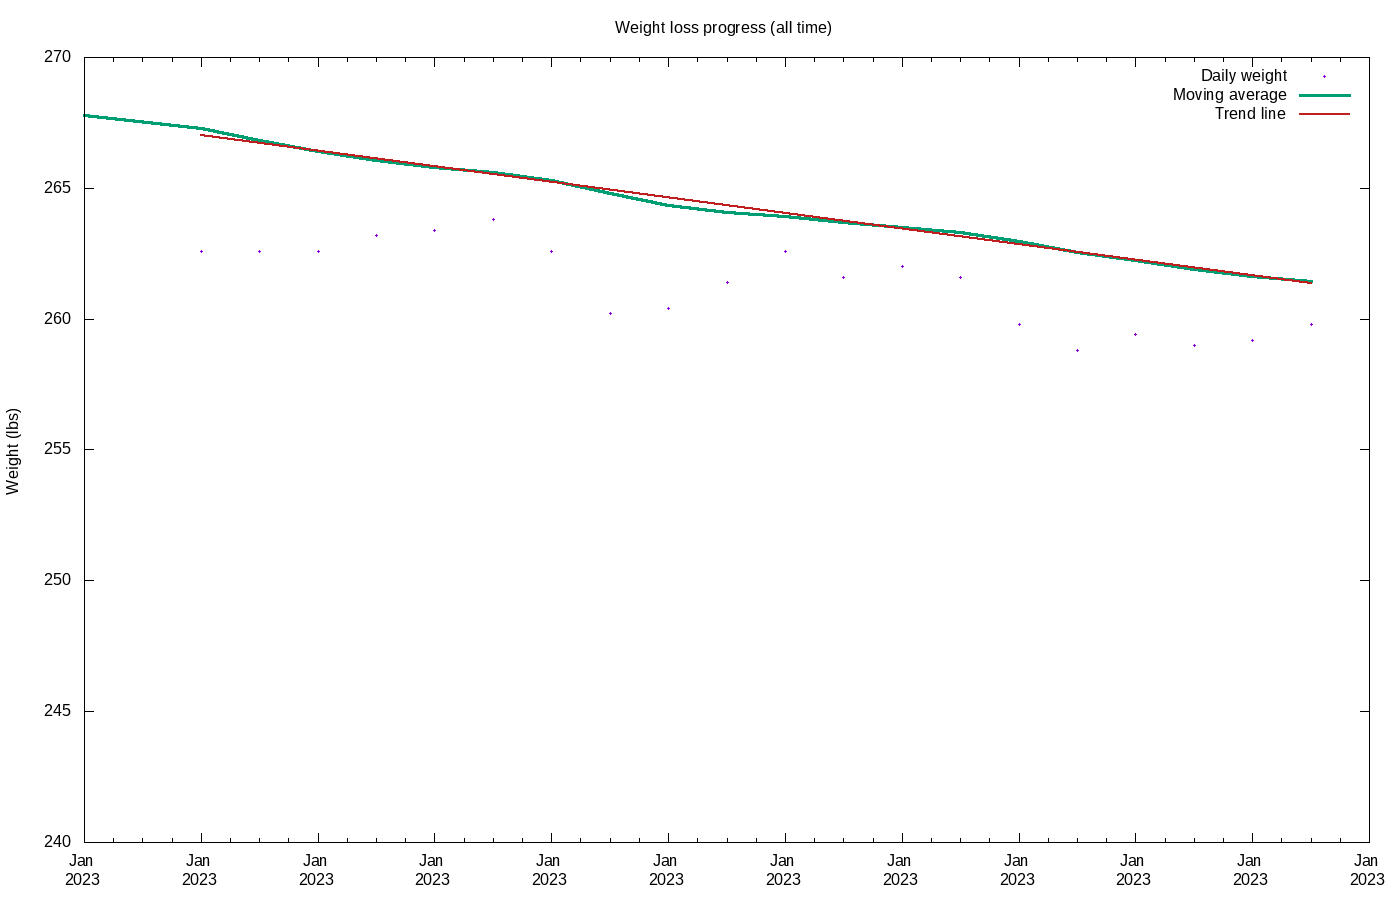 Weight loss progress (all time)
270
265
260
255
250
245
240
Weight (lbs)
Daily weight
Moving average
Trend line
Jan Jan Jan Jan Jan Jan Jan Jan Jan Jan Jan Jan
2023 2023 2023 2023 2023 2023 2023 2023 2023 2023 2023 2023